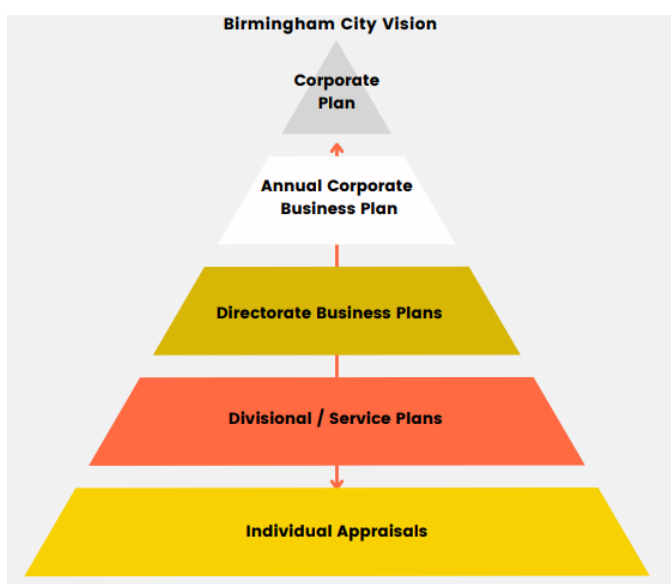 Birmingham City Vision
Corporate
Plan
Annual Corporate
Business Plan
Directorate Business Plans
Divisional / Service Plans
Individual Appraisals